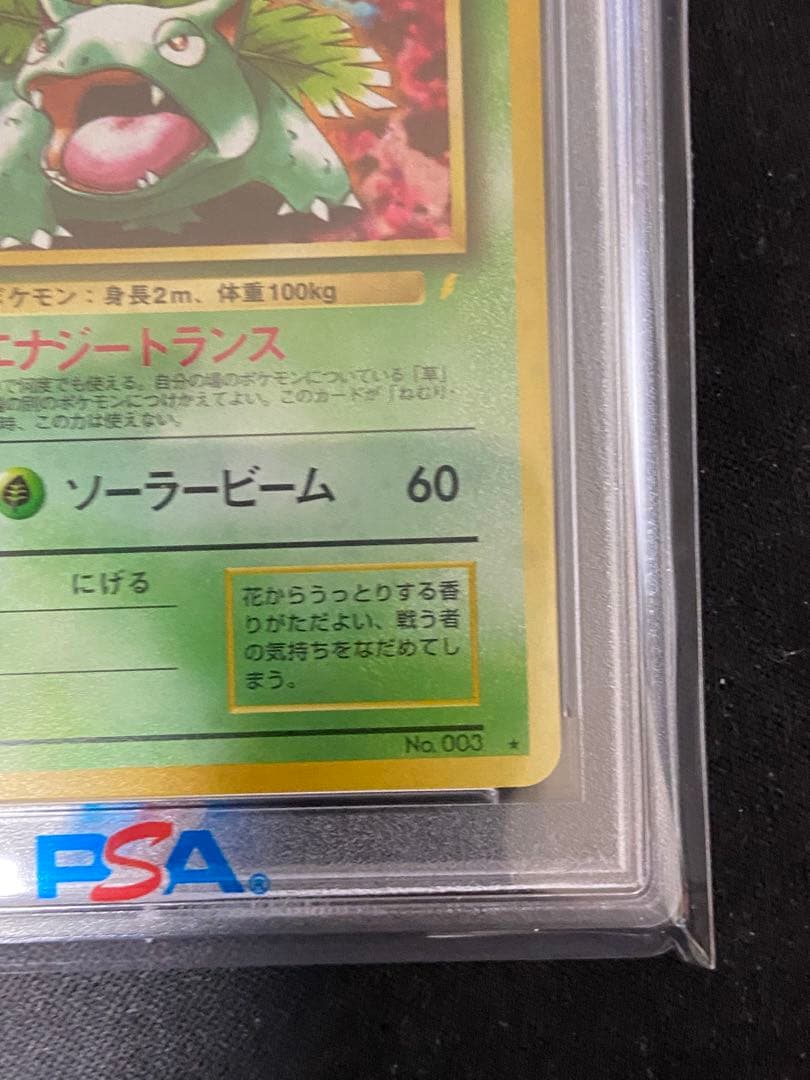 ポケモン：身長2m、体重100kg
エナジートランス
で何度でも使える。自分の場のポケモンについている「草」
の別のポケモンにつけかえてよい。このカードが「ねむり・
時、この力は使えない。
ソーラービーム 60
にげる
花からうっとりする香
りがただよい、戦う者
の気持ちをなだめてし
まう。
No. 003 ★
PSA®